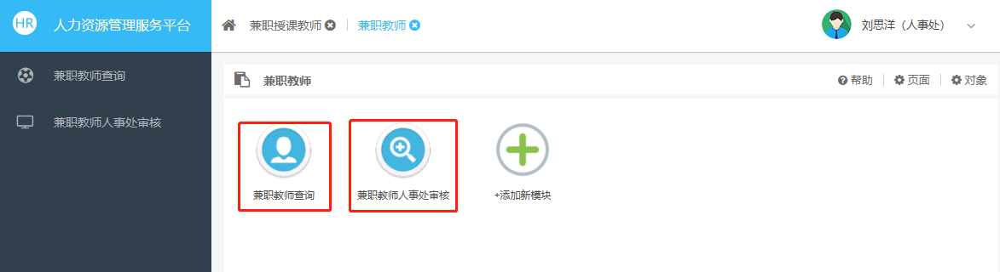 HR 人力资源管理服务平台
兼职授课教师 兼职教师 刘思洋（人事处）
兼职教师查询
兼职教师人事处审核
兼职教师 帮助 页面 对象
兼职教师查询 兼职教师人事处审核 +添加新模块